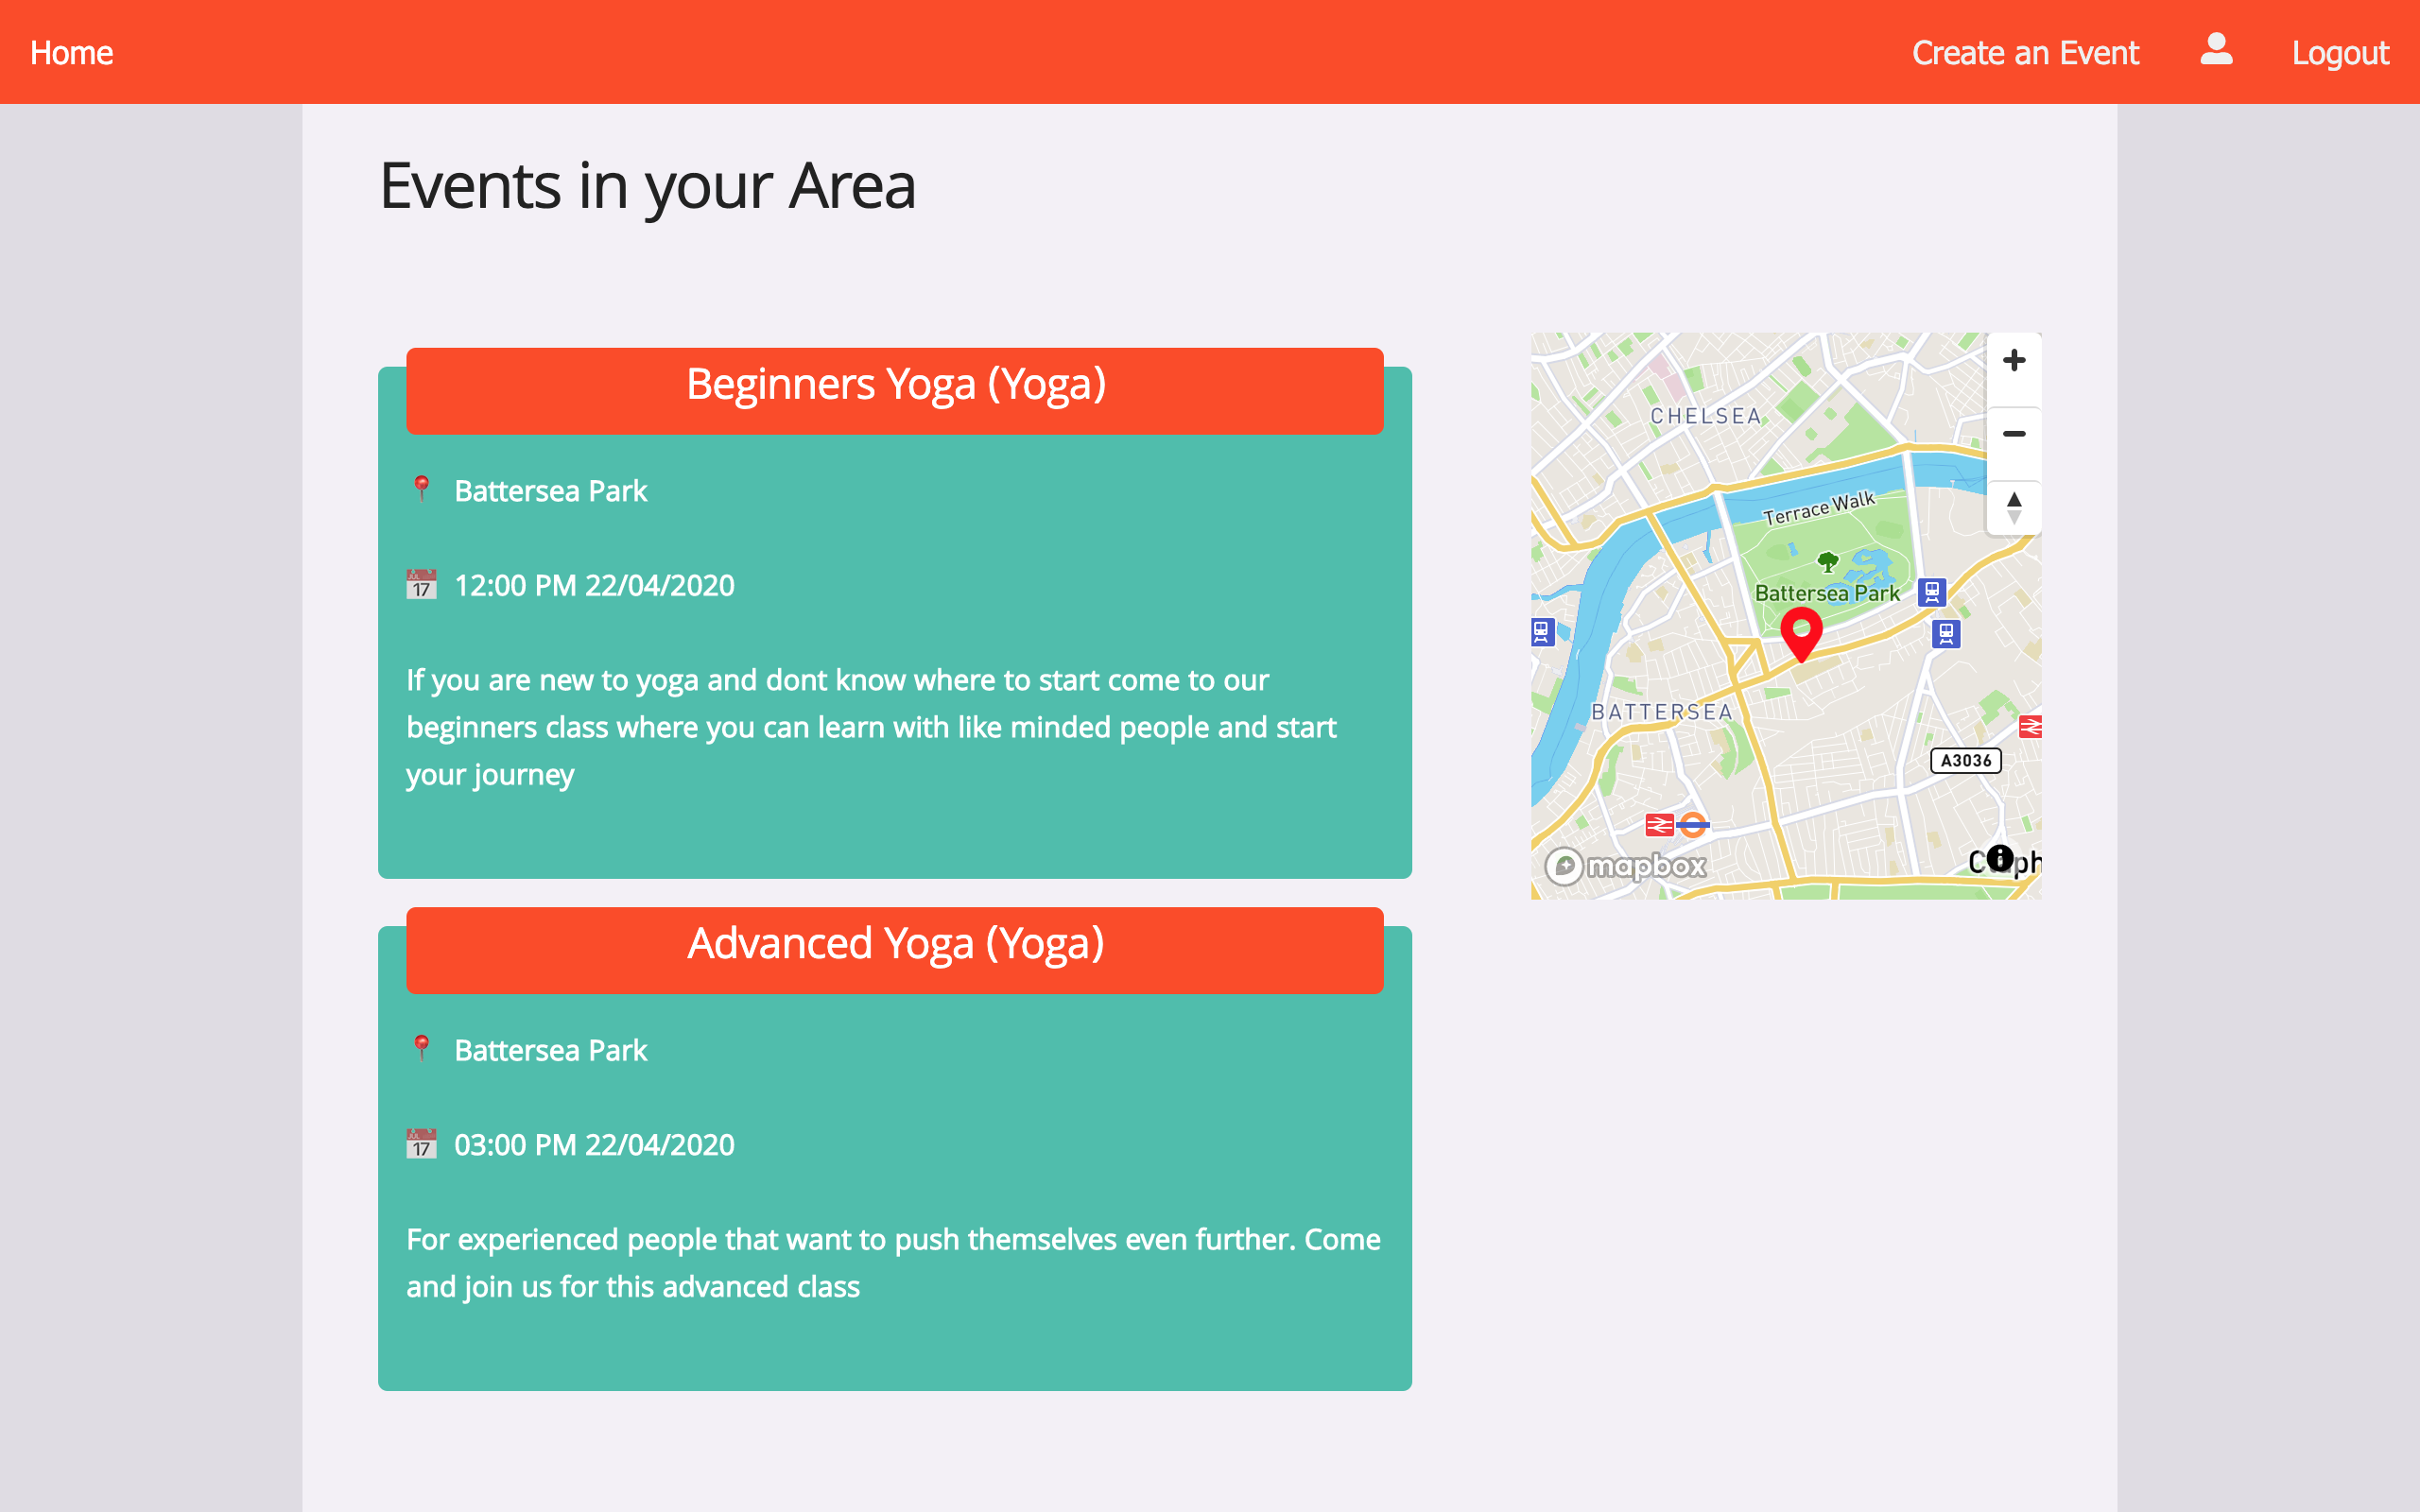 Home
Create an Event
Logout
Events in your Area
Beginners Yoga (Yoga)
Battersea Park
12:00 PM 22/04/2020
If you are new to yoga and dont know where to start come to our
beginners class where you can learn with like minded people and start
your journey
Advanced Yoga (Yoga)
Battersea Park
03:00 PM 22/04/2020
For experienced people that want to push themselves even further. Come
and join us for this advanced class
CHELSEA
Terrace Walk
Battersea Park
BATTERSEA
A3036
mapbox
JUL
17
JUL
17